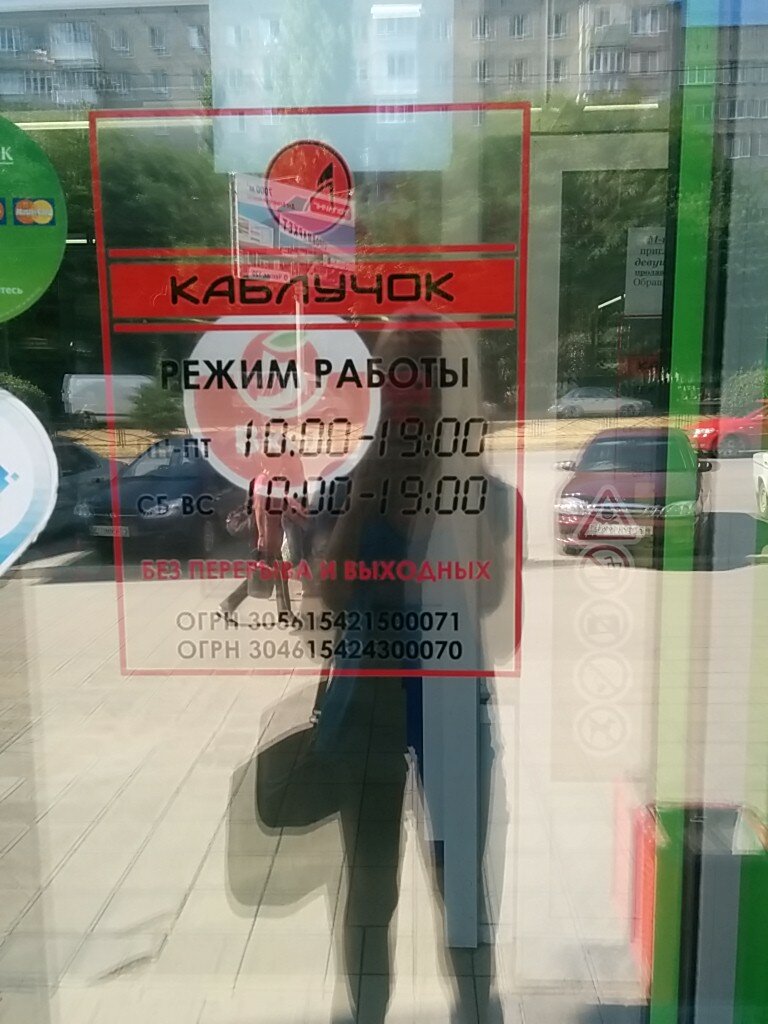 КАБЛУЧОК
РЕЖИМ РАБОТЫ
ПН-ПТ 10:00-19:00
СБ-ВС 10:00-19:00
БЕЗ ПЕРЕРЫВА И ВЫХОДНЫХ
ОГРН 305615421500071
ОГРН 304615424300070
MasterCard